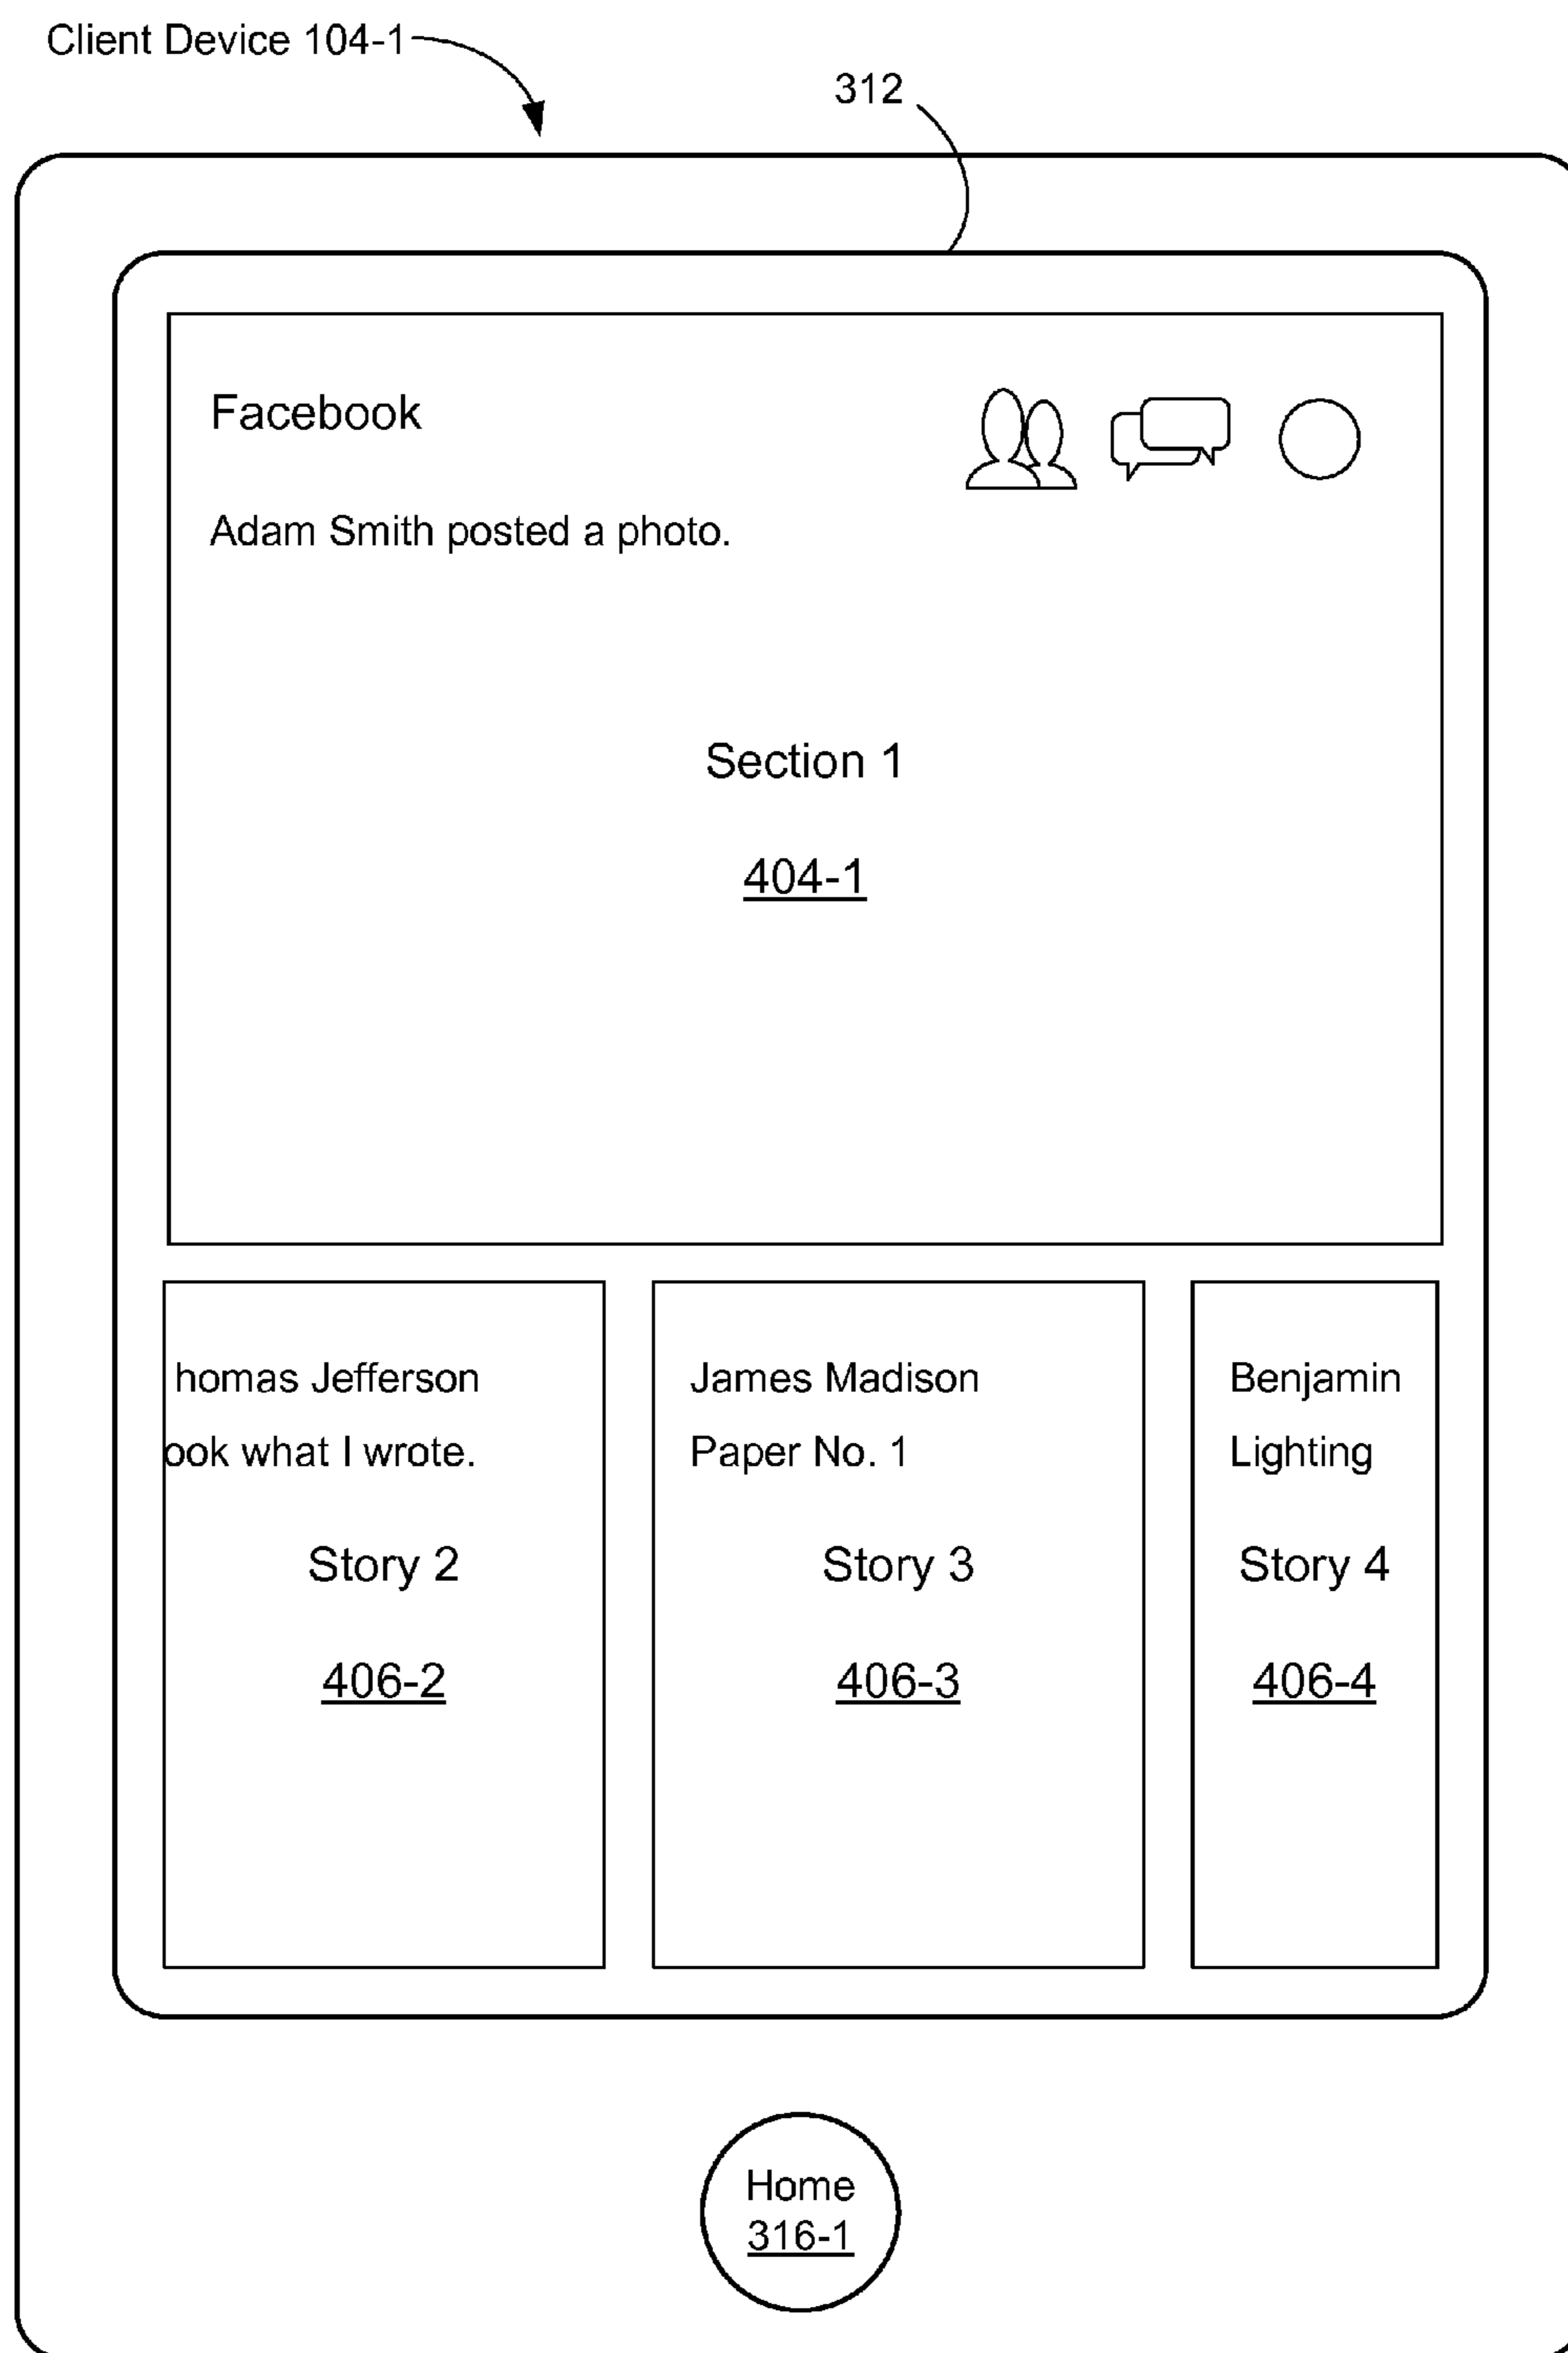 Client Device 104-1
312
Facebook
Adam Smith posted a photo.
Section 1
404-1
homas Jefferson
ook what I wrote.
Story 2
406-2
James Madison
Paper No. 1
Story 3
406-3
Benjamin
Lighting
Story 4
406-4
Home
316-1